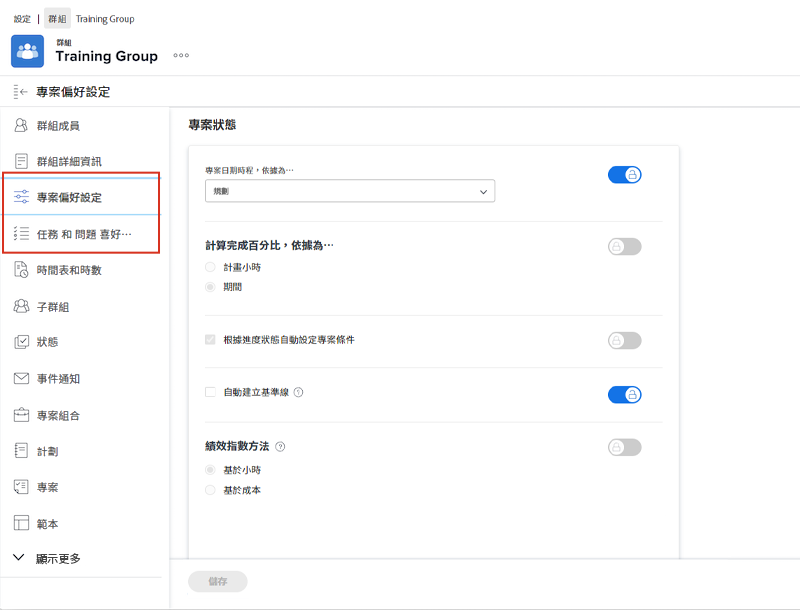 設定 | 群組 Training Group
群組
Training Group
專案偏好設定
群組成員
群組詳細資訊
專案偏好設定
任務 和 問題 喜好…
時間表和時數
子群組
狀態
事件通知
專案組合
計劃
專案
範本
顯示更多
專案狀態
專案日期時程，依據為…
規劃
計算完成百分比，依據為…
計畫小時
期間
根據進度狀態自動設定專案條件
自動建立基準線
績效指數方法
基於小時
基於成本
儲存